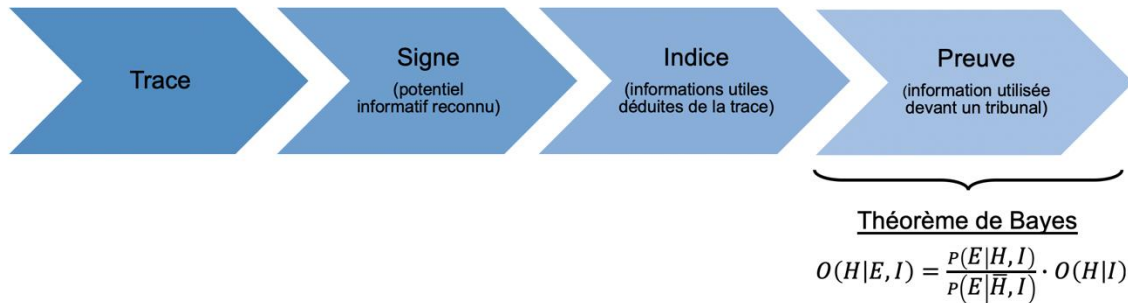 Trace
Signe
(potentiel
informatif reconnu)
Indice
(informations utiles
déduites de la trace)
Preuve
(information utilisée
devant un tribunal)
Théorème de Bayes
O(H|E, I) = P(E|H, I) / P(E|H̅, I) · O(H|I)